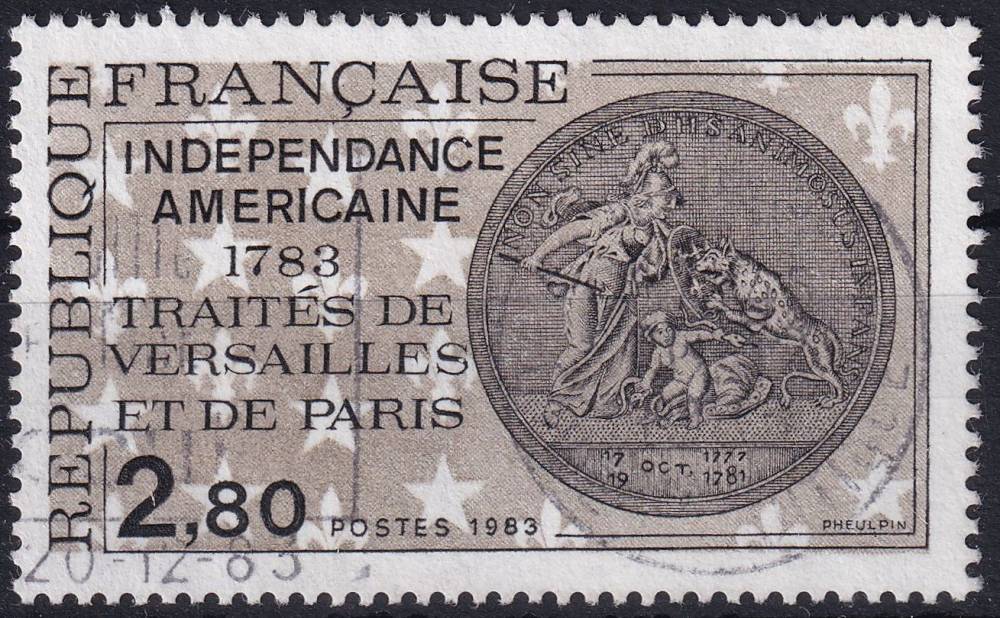 RÉPUBLIQUE
FRANÇAISE
INDEPENDANCE
AMERICAINE
1783
TRAITÉS DE
VERSAILLES
ET DE PARIS
2,80
POSTES 1983
NON SINE DIIS ANIMOSUS INFANS
17 OCT. 1777
19 1781
PHEULPIN
20-12-83